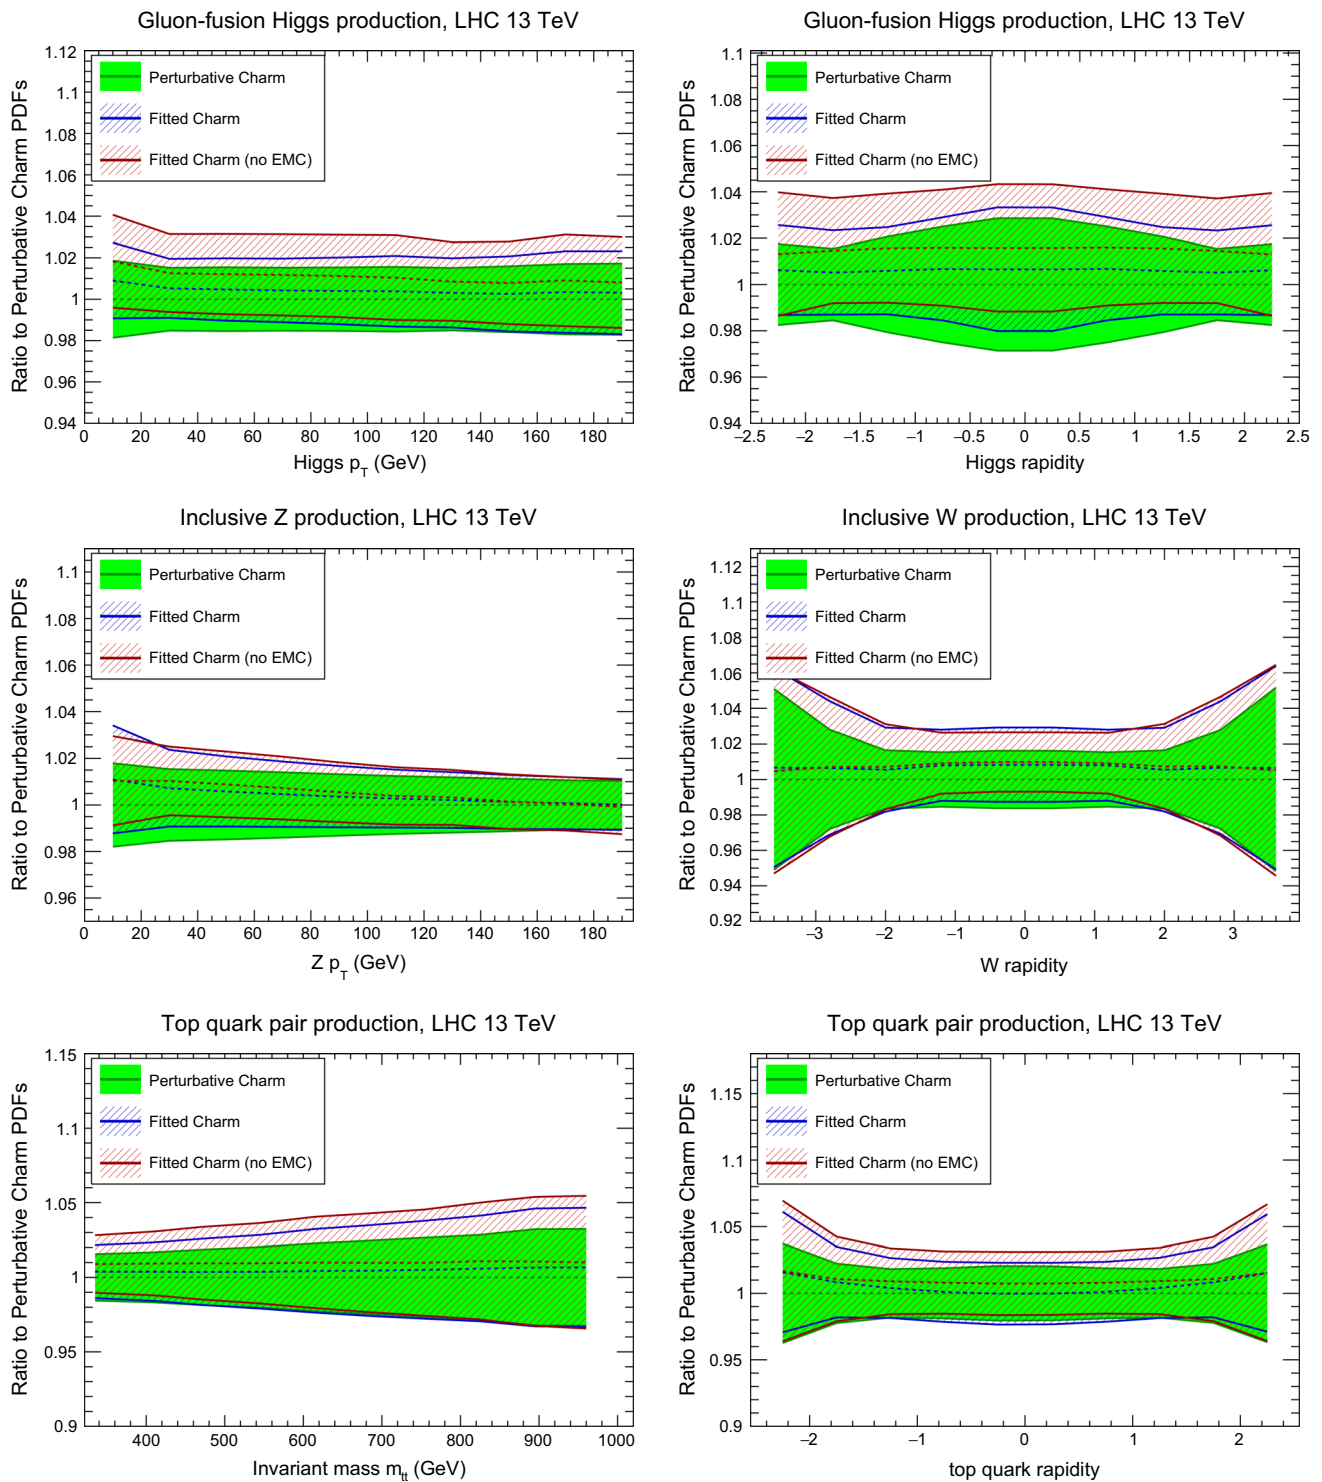 Gluon-fusion Higgs production, LHC 13 TeV
Ratio to Perturbative Charm PDFs
1.12
1.1
1.08
1.06
1.04
1.02
1
0.98
0.96
0.94
Perturbative Charm
Fitted Charm
Fitted Charm (no EMC)
0 20 40 60 80 100 120 140 160 180
Higgs p_T (GeV)
Gluon-fusion Higgs production, LHC 13 TeV
Ratio to Perturbative Charm PDFs
1.1
1.08
1.06
1.04
1.02
1
0.98
0.96
0.94
Perturbative Charm
Fitted Charm
Fitted Charm (no EMC)
−2.5 −2 −1.5 −1 −0.5 0 0.5 1 1.5 2 2.5
Higgs rapidity
Inclusive Z production, LHC 13 TeV
Ratio to Perturbative Charm PDFs
1.1
1.08
1.06
1.04
1.02
1
0.98
0.96
Perturbative Charm
Fitted Charm
Fitted Charm (no EMC)
0 20 40 60 80 100 120 140 160 180
Z p_T (GeV)
Inclusive W production, LHC 13 TeV
Ratio to Perturbative Charm PDFs
1.12
1.1
1.08
1.06
1.04
1.02
1
0.98
0.96
0.94
0.92
Perturbative Charm
Fitted Charm
Fitted Charm (no EMC)
−3 −2 −1 0 1 2 3
W rapidity
Top quark pair production, LHC 13 TeV
Ratio to Perturbative Charm PDFs
1.15
1.1
1.05
1
0.95
0.9
Perturbative Charm
Fitted Charm
Fitted Charm (no EMC)
400 500 600 700 800 900 1000
Invariant mass m_tt (GeV)
Top quark pair production, LHC 13 TeV
Ratio to Perturbative Charm PDFs
1.15
1.1
1.05
1
0.95
0.9
Perturbative Charm
Fitted Charm
Fitted Charm (no EMC)
−2 −1 0 1 2
top quark rapidity